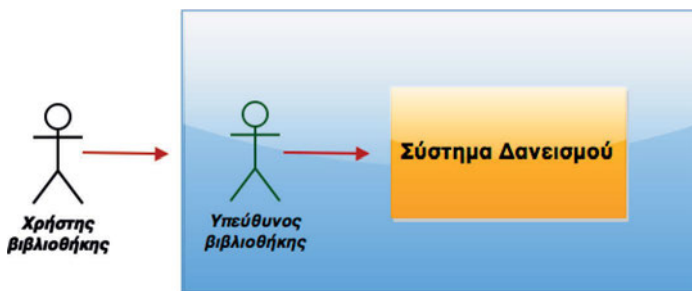 Χρήστης
βιβλιοθήκης
Υπεύθυνος
βιβλιοθήκης
Σύστημα Δανεισμού